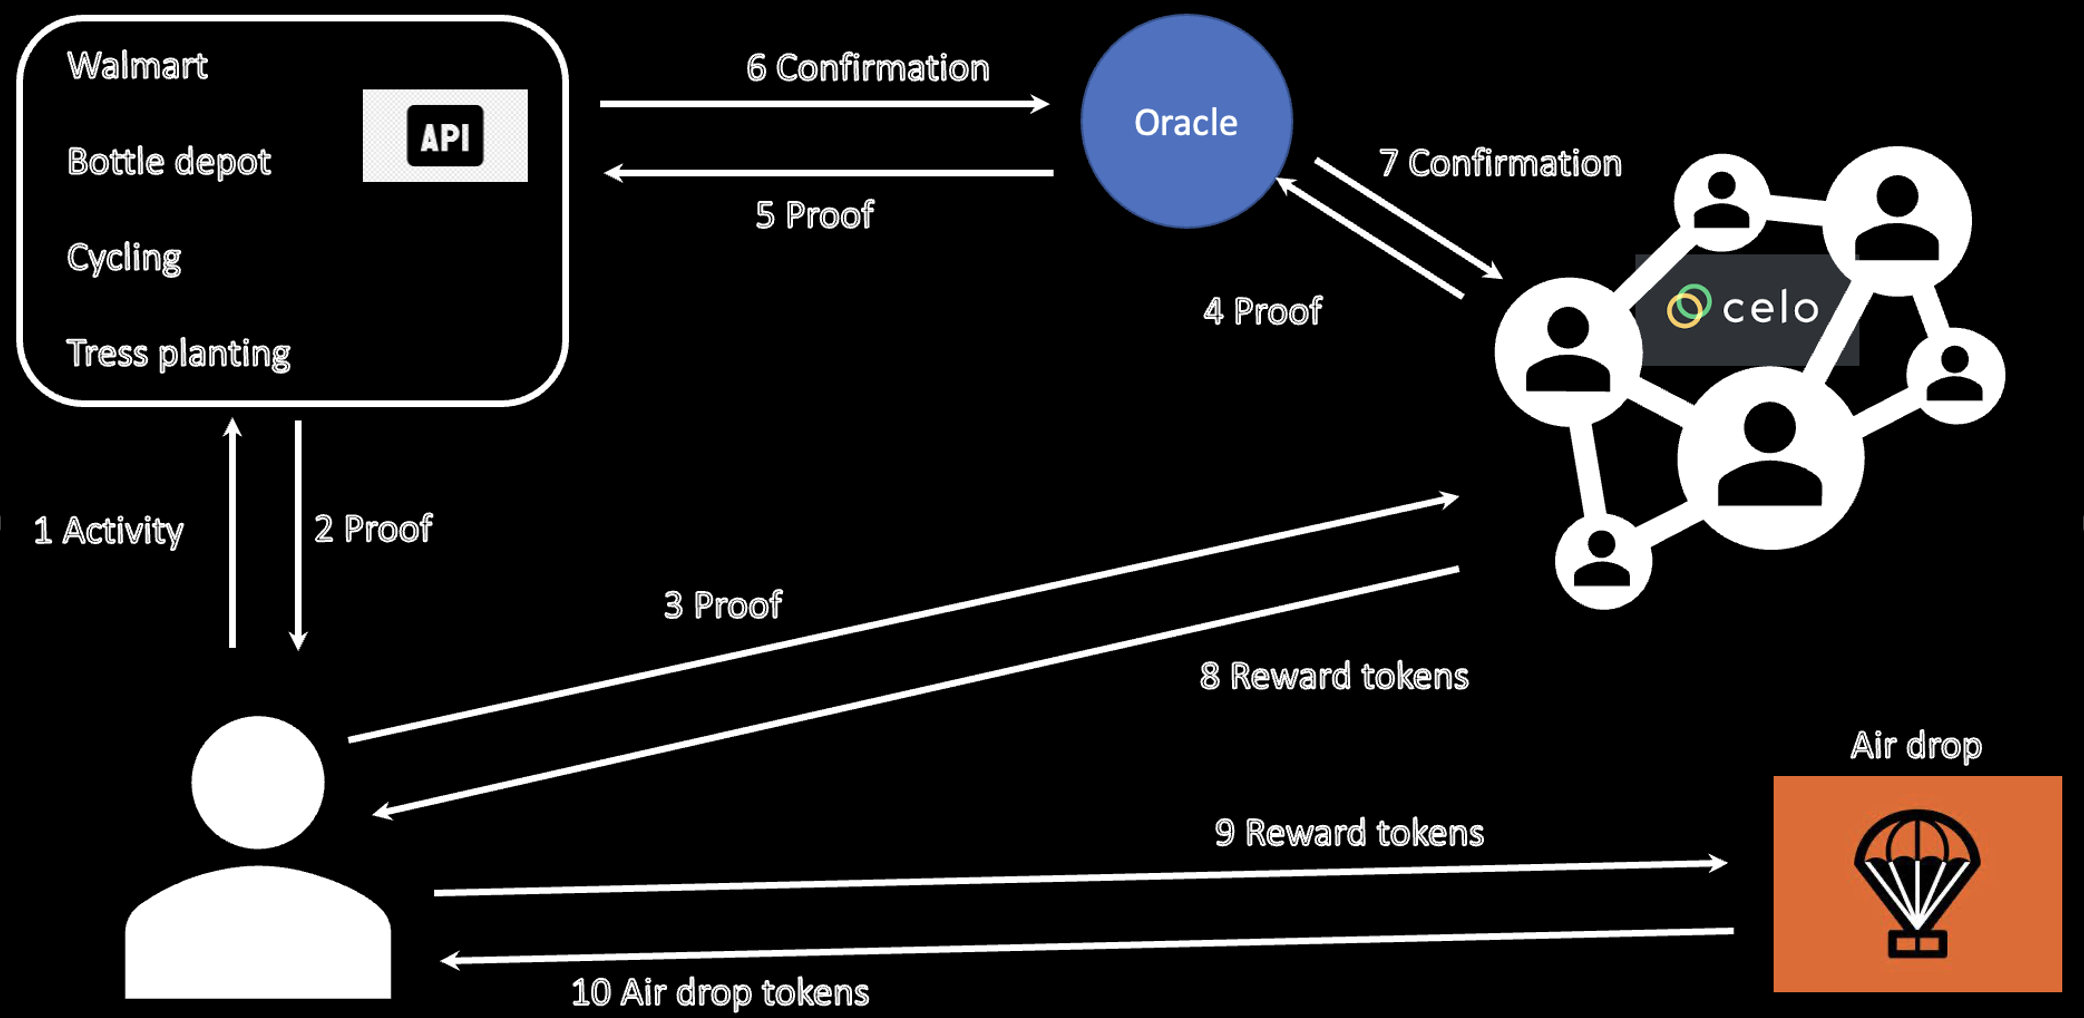 Walmart
API
Bottle depot
Cycling
Tress planting
6 Confirmation
5 Proof
Oracle
7 Confirmation
4 Proof
celo
1 Activity
2 Proof
3 Proof
8 Reward tokens
Air drop
9 Reward tokens
10 Air drop tokens